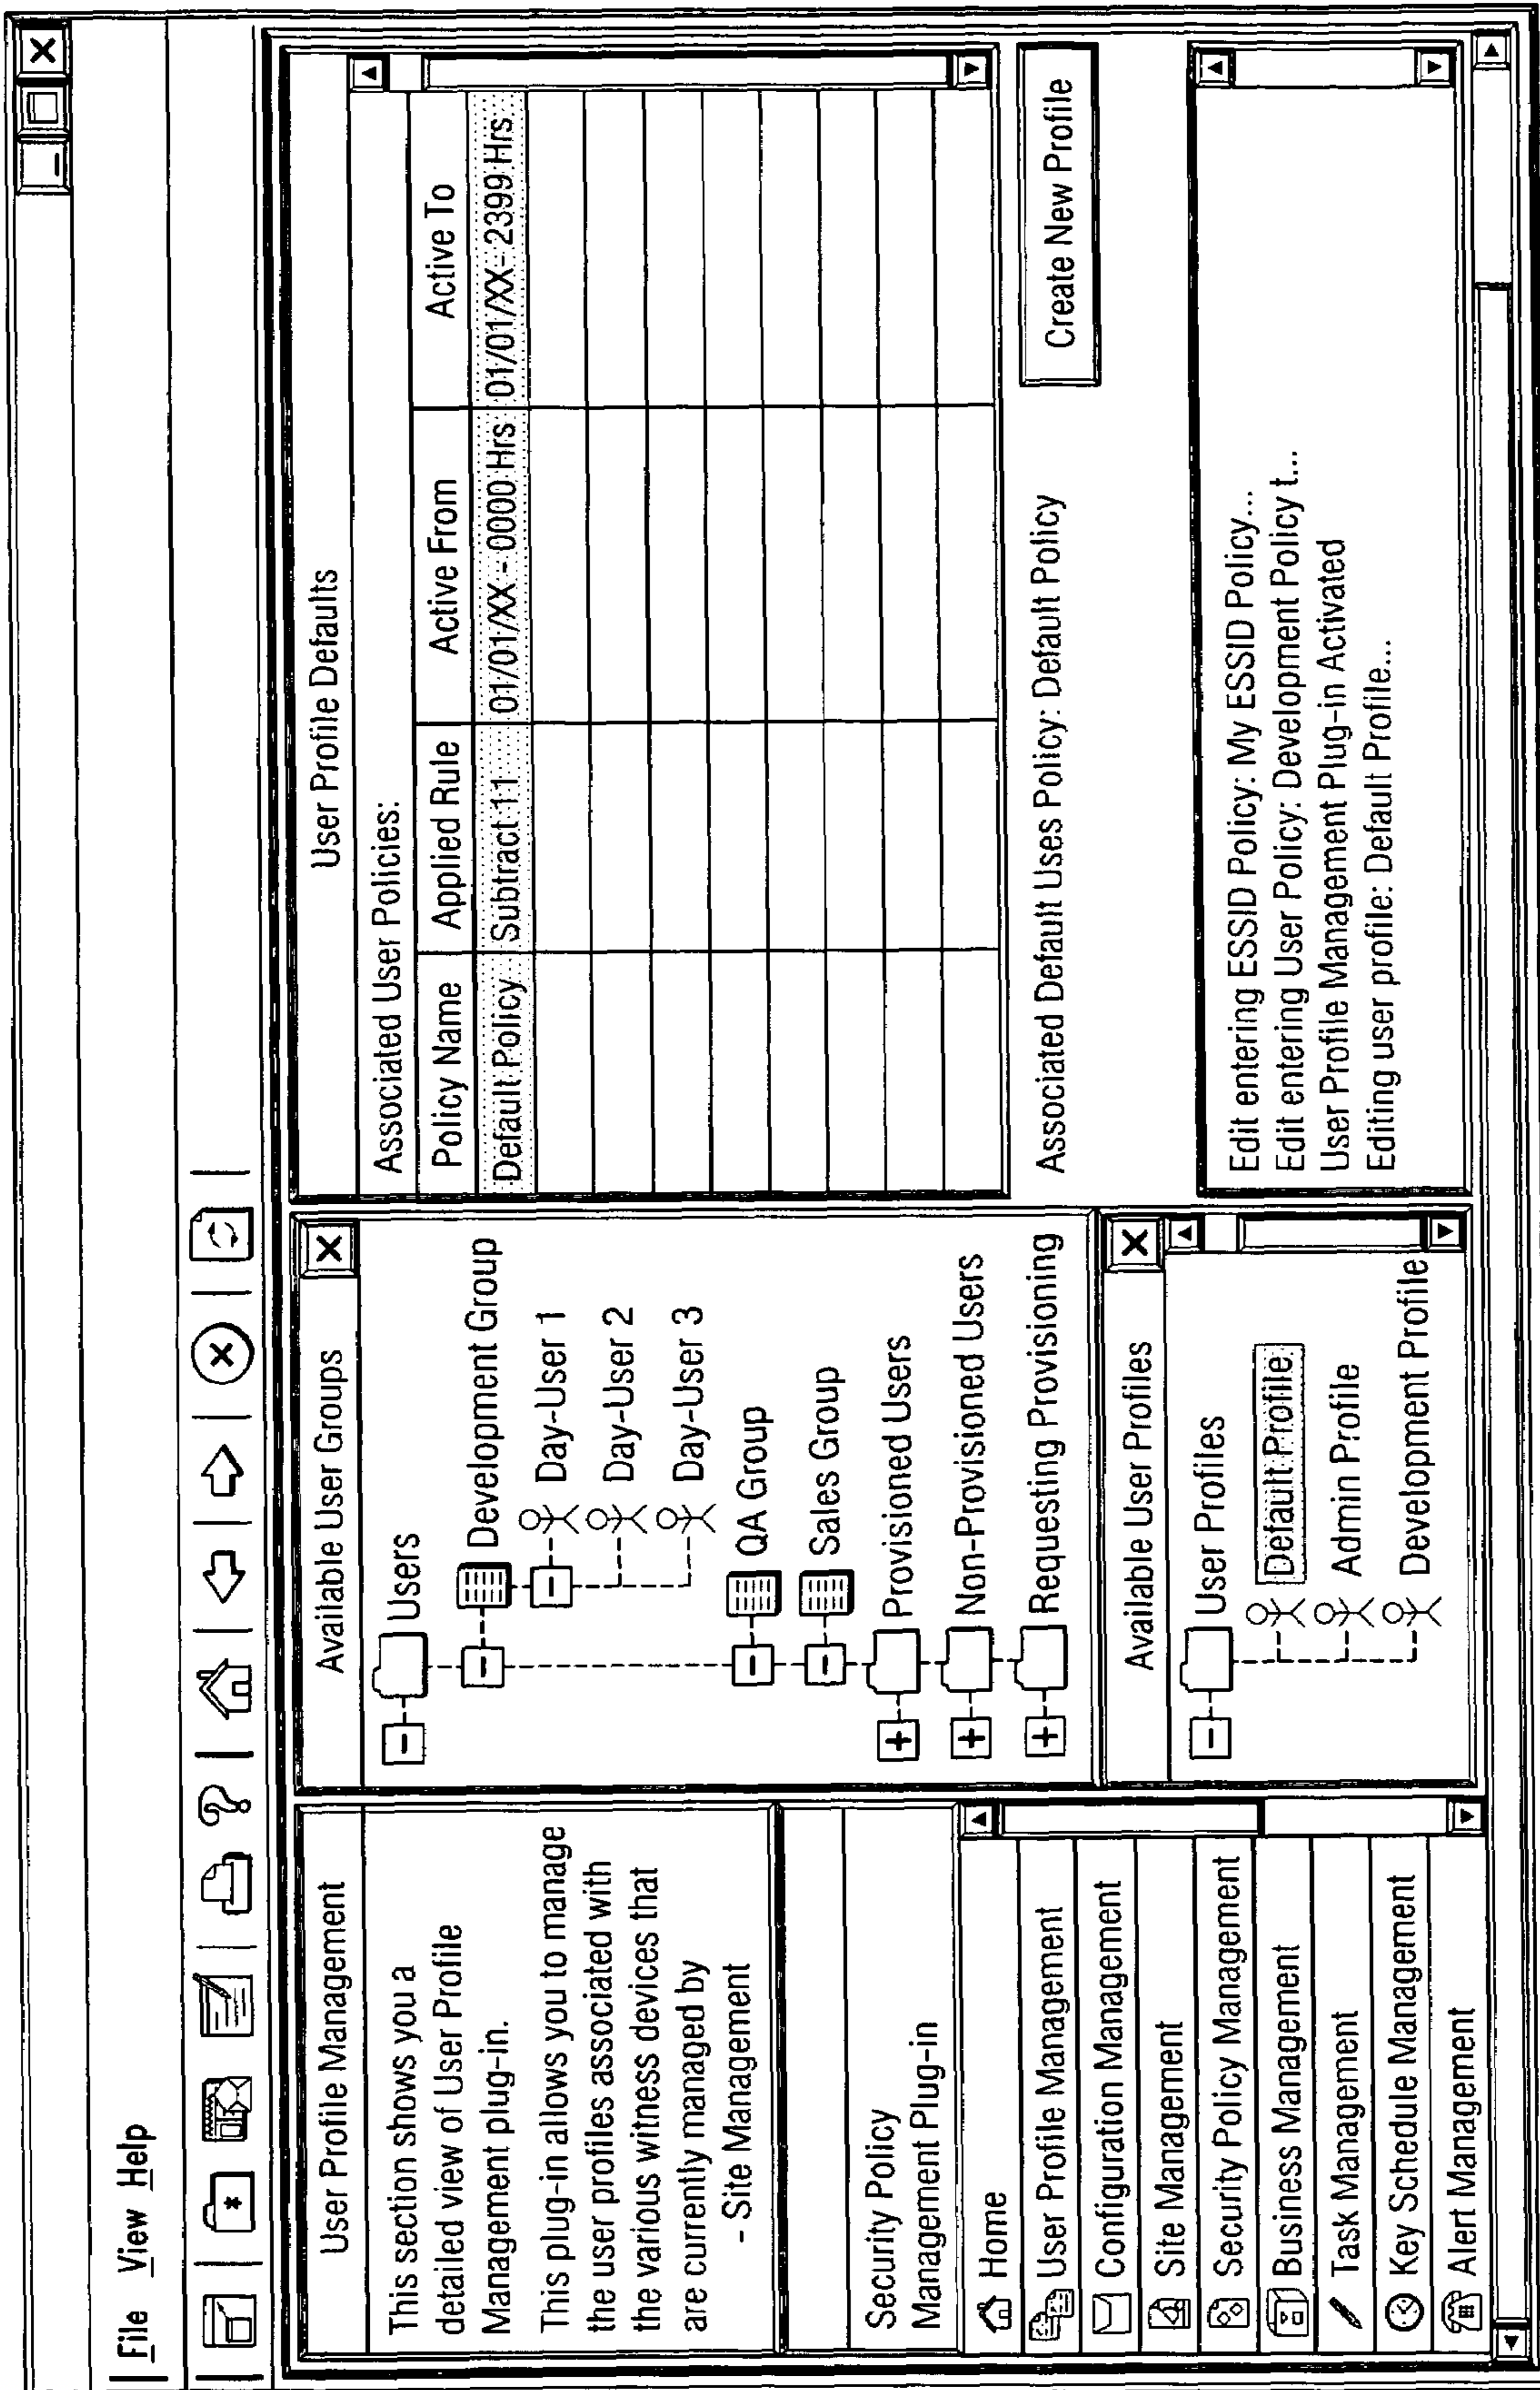 File View Help
User Profile Management
This section shows you a
detailed view of User Profile
Management plug-in.
This plug-in allows you to manage
the user profiles associated with
the various witness devices that
are currently managed by
- Site Management
Security Policy
Management Plug-in
Home
User Profile Management
Configuration Management
Site Management
Security Policy Management
Business Management
Task Management
Key Schedule Management
Alert Management
Available User Groups
Users
Development Group
Day-User 1
Day-User 2
Day-User 3
QA Group
Sales Group
Provisioned Users
Non-Provisioned Users
Requesting Provisioning
Available User Profiles
User Profiles
Default Profile
Admin Profile
Development Profile
User Profile Defaults
Associated User Policies:
Policy Name Applied Rule Active From Active To
Default Policy Subtract 11 01/01/XX - 0000 Hrs 01/01/XX - 2399 Hrs
Associated Default Uses Policy: Default Policy
Create New Profile
Edit entering ESSID Policy: My ESSID Policy...
Edit entering User Policy: Development Policy t...
User Profile Management Plug-in Activated
Editing user profile: Default Profile...